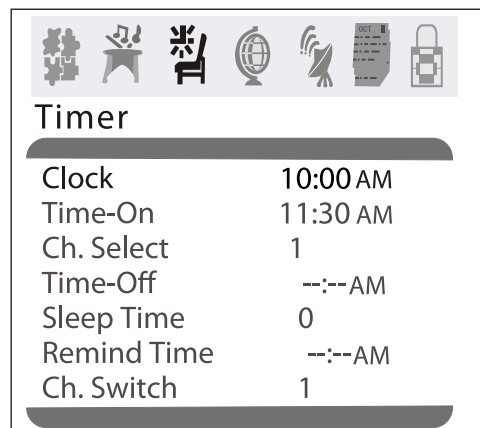 OCT
Timer
Clock 10:00 AM
Time-On 11:30 AM
Ch. Select 1
Time-Off --:-- AM
Sleep Time 0
Remind Time --:-- AM
Ch. Switch 1